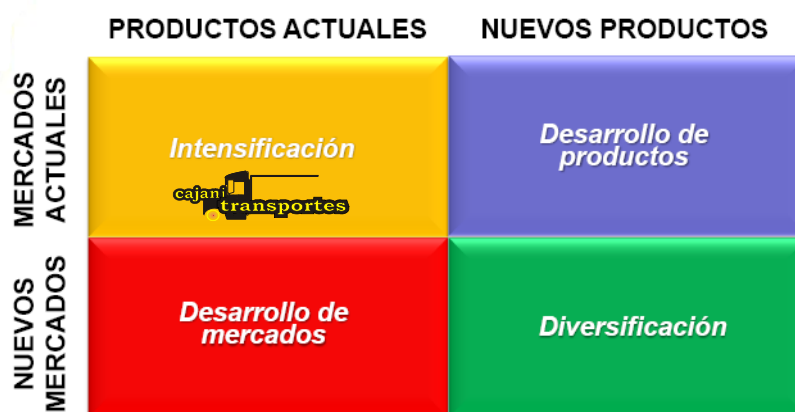 PRODUCTOS ACTUALES
NUEVOS PRODUCTOS
MERCADOS
ACTUALES
Intensificación
cajani
transportes
Desarrollo de
productos
NUEVOS
MERCADOS
Desarrollo de
mercados
Diversificación